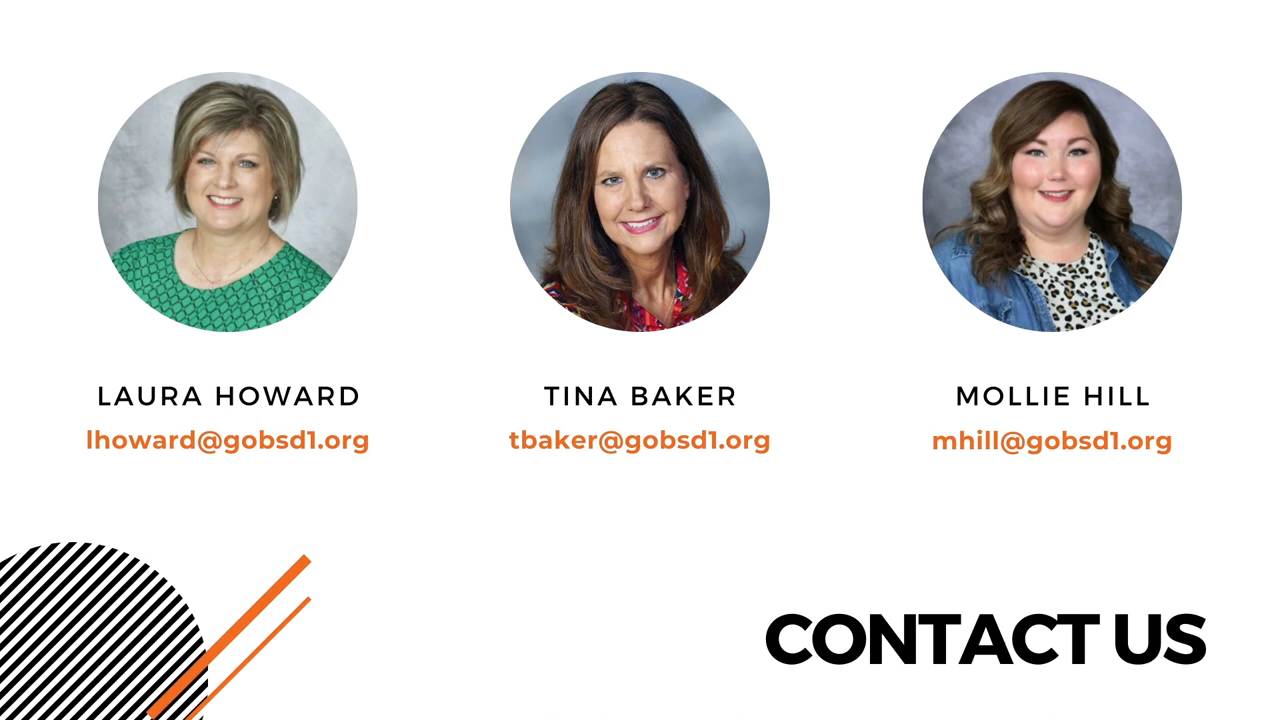 LAURA HOWARD
lhoward@gobsd1.org
TINA BAKER
tbaker@gobsd1.org
MOLLIE HILL
mhill@gobsd1.org
CONTACT US